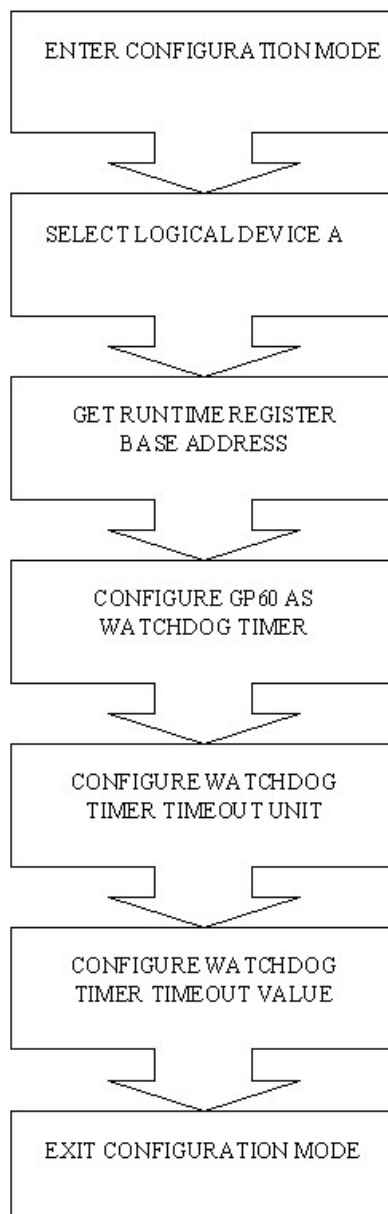 ENTER CONFIGURATION MODE
SELECT LOGICAL DEVICE A
GET RUNTIME REGISTER
BASE ADDRESS
CONFIGURE GP60 AS
WATCHDOG TIMER
CONFIGURE WATCHDOG
TIMER TIMEOUT UNIT
CONFIGURE WATCHDOG
TIMER TIMEOUT VALUE
EXIT CONFIGURATION MODE